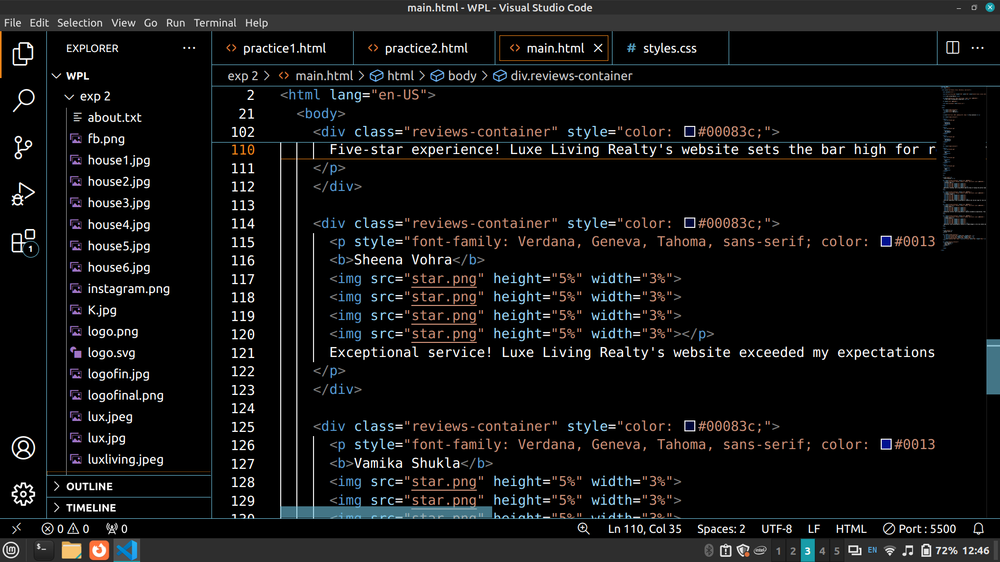 main.html - WPL - Visual Studio Code
File Edit Selection View Go Run Terminal Help
EXPLORER
practice1.html
practice2.html
main.html
# styles.css
exp 2 > main.html > html > body > div.reviews-container
WPL
exp 2
about.txt
fb.png
house1.jpg
house2.jpg
house3.jpg
house4.jpg
house5.jpg
house6.jpg
instagram.png
K.jpg
logo.png
logo.svg
logofin.jpg
logofinal.png
lux.jpeg
lux.jpg
luxliving.jpeg
OUTLINE
TIMELINE
1
2 <html lang="en-US">
21 <body>
102 <div class="reviews-container" style="color: #00083c;">
110 Five-star experience! Luxe Living Realty's website sets the bar high for
111 </p>
112 </div>
113
114 <div class="reviews-container" style="color: #00083c;">
115 <p style="font-family: Verdana, Geneva, Tahoma, sans-serif; color: #0013
116 <b>Sheena Vohra</b>
117 <img src="star.png" height="5%" width="3%">
118 <img src="star.png" height="5%" width="3%">
119 <img src="star.png" height="5%" width="3%">
120 <img src="star.png" height="5%" width="3%"></p>
121 Exceptional service! Luxe Living Realty's website exceeded my expectations
122 </p>
123 </div>
124
125 <div class="reviews-container" style="color: #00083c;">
126 <p style="font-family: Verdana, Geneva, Tahoma, sans-serif; color: #0013
127 <b>Vamika Shukla</b>
128 <img src="star.png" height="5%" width="3%">
129 <img src="star.png" height="5%" width="3%">
130 <img src="star.png" height="5%" width="3%">
0 0 0
Ln 110, Col 35 Spaces: 2 UTF-8 LF HTML Port : 5500
intel 1 2 3 4 5 EN 72% 12:46